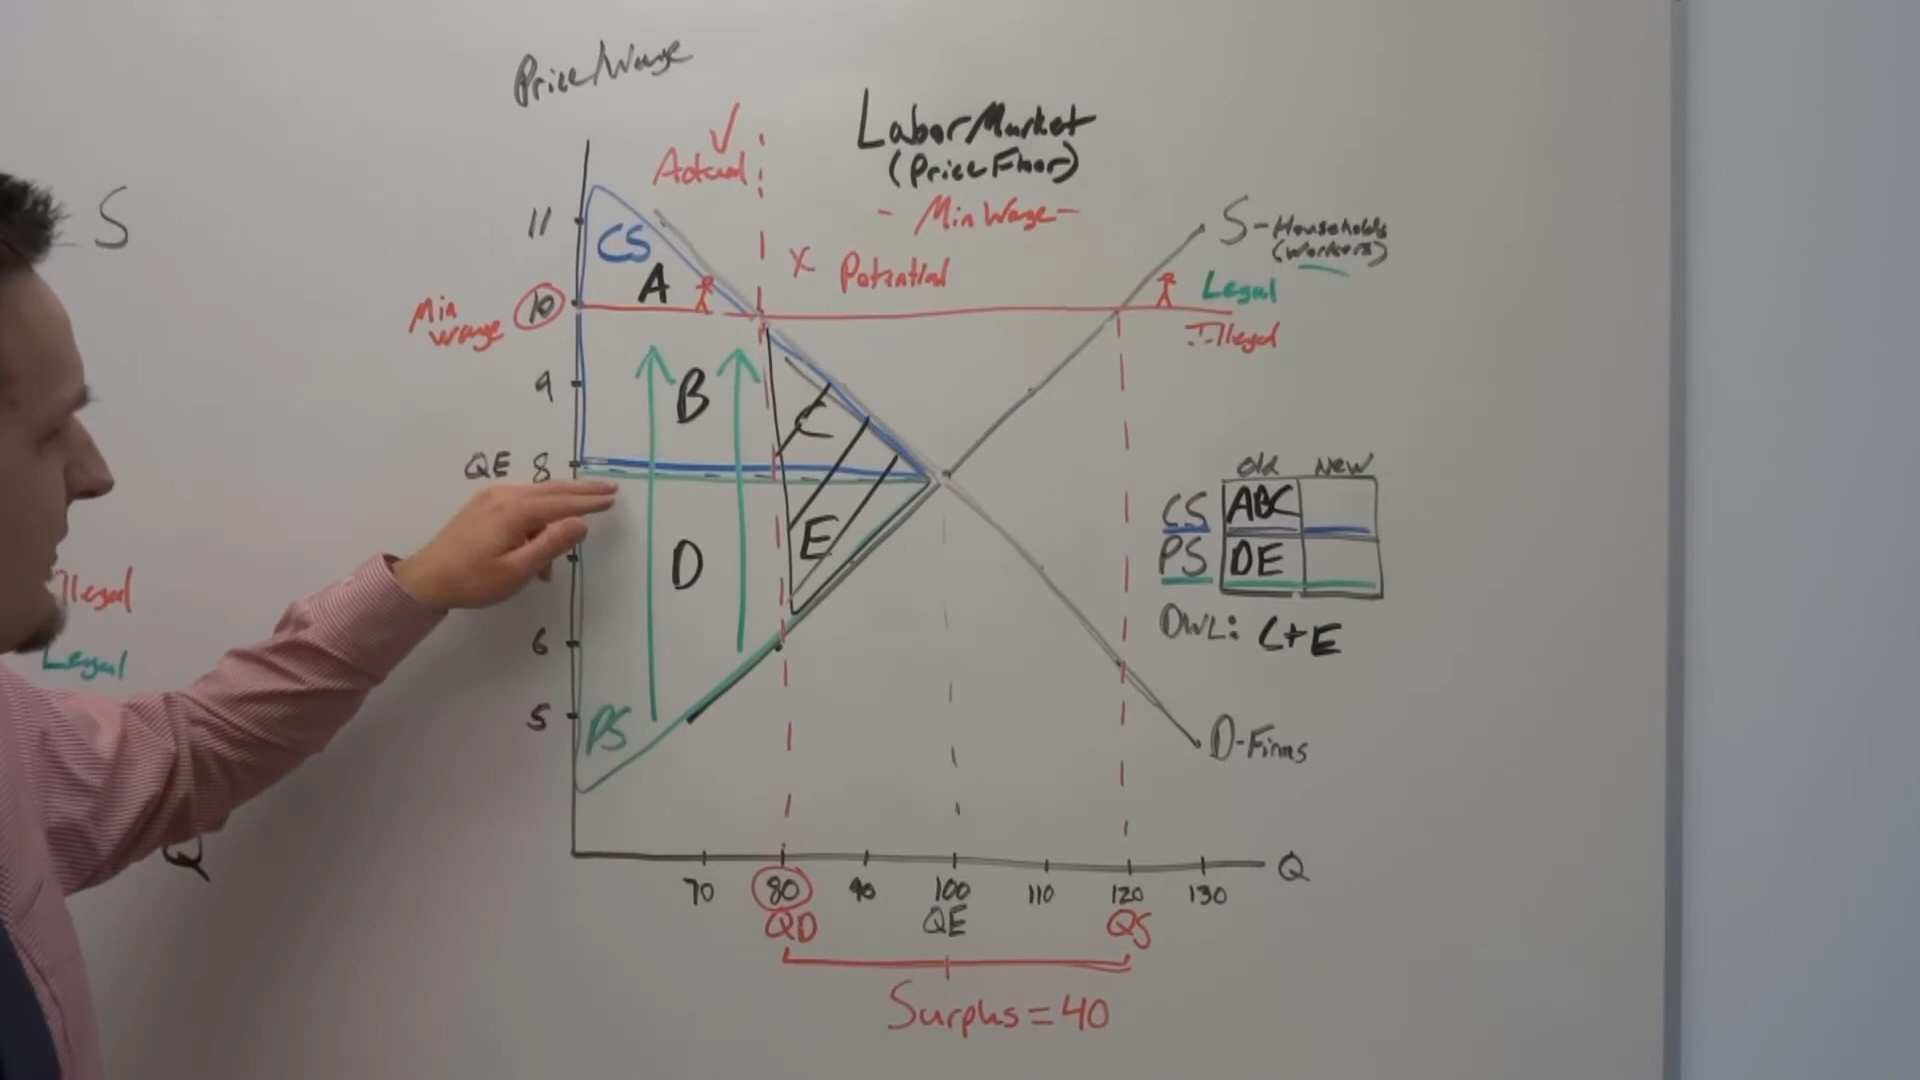 Price/Wage
S
✓
Actual
Labor Market
(Price Floor)
- Min Wage -
X Potential
11
CS
A
S - Households
(Workers)
Legal
Illegal
Min
Wage
10
9
B
C
QE 8
D
E
6
5
PS
Old New
CS ABC
PS DE
DWL: C+E
D-Firms
Illegal
Legal
Q
Q
70 80 90 100 110 120 130
QD QE QS
Surplus = 40